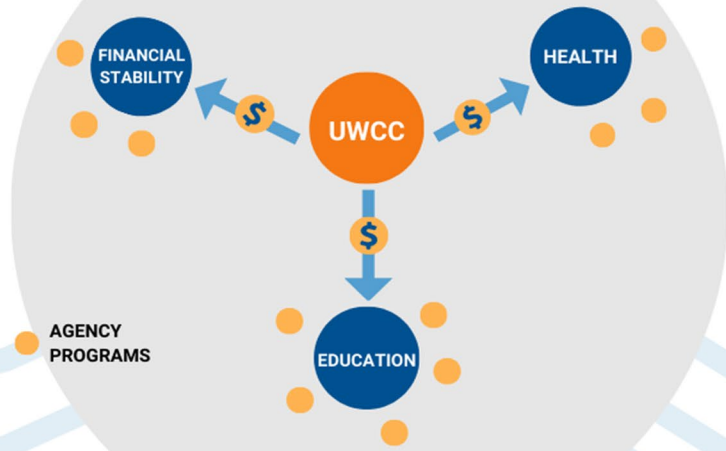 FINANCIAL
STABILITY
$
UWCC
$
HEALTH
$
EDUCATION
AGENCY
PROGRAMS